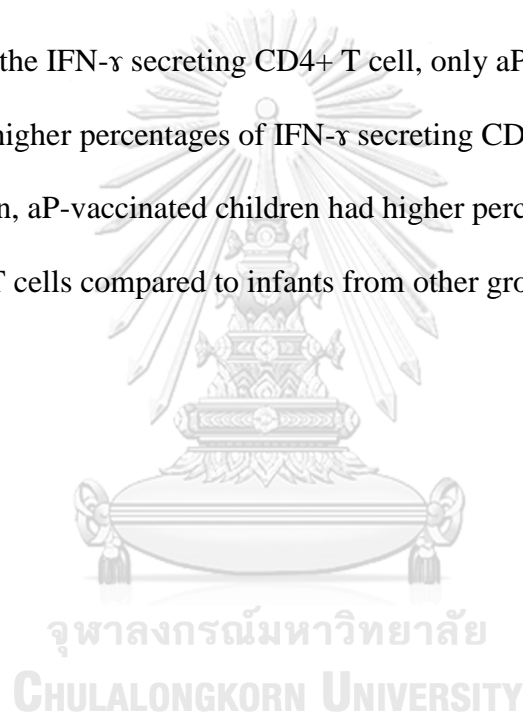 the IFN-ɤ secreting CD4+ T cell, only aP
higher percentages of IFN-ɤ secreting CD
n, aP-vaccinated children had higher perc
T cells compared to infants from other gro
จุฬาลงกรณ์มหาวิทยาลัย
CHULALONGKORN UNIVERSITY